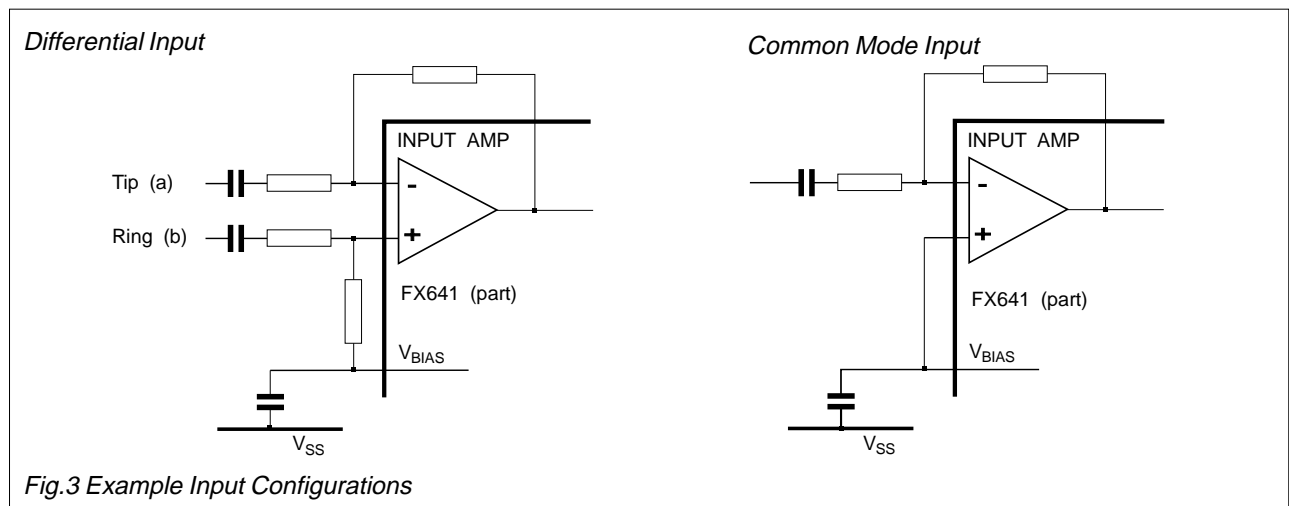 Differential Input
INPUT AMP
Tip (a)
-
Ring (b)
+
FX641 (part)
VBIAS
VSS
Common Mode Input
INPUT AMP
-
+
FX641 (part)
VBIAS
VSS
Fig.3 Example Input Configurations